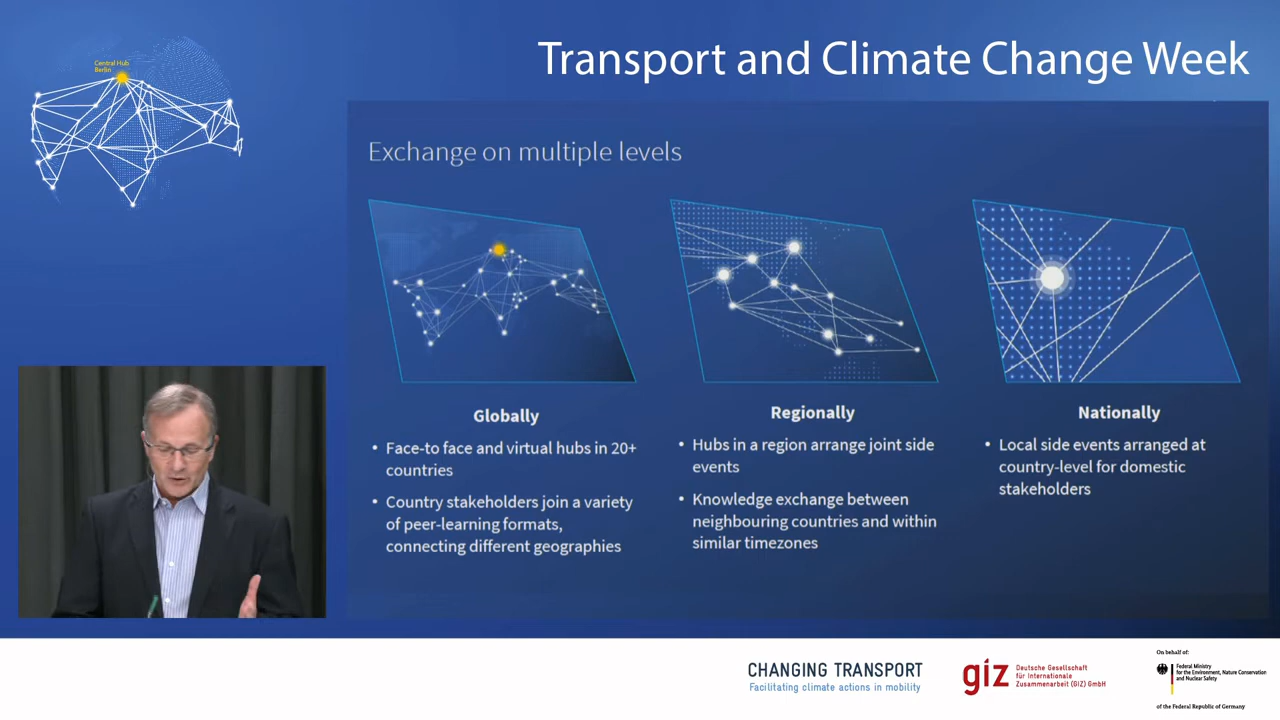 Transport and Climate Change Week
Central Hub
Berlin
Exchange on multiple levels
Globally
• Face-to face and virtual hubs in 20+
countries
• Country stakeholders join a variety
of peer-learning formats,
connecting different geographies
Regionally
• Hubs in a region arrange joint side
events
• Knowledge exchange between
neighbouring countries and within
similar timezones
Nationally
• Local side events arranged at
country-level for domestic
stakeholders
CHANGING TRANSPORT
Facilitating climate actions in mobility
giz
Deutsche Gesellschaft
für Internationale
Zusammenarbeit (GIZ) GmbH
On behalf of:
Federal Ministry
for the Environment, Nature Conservation
and Nuclear Safety
of the Federal Republic of Germany